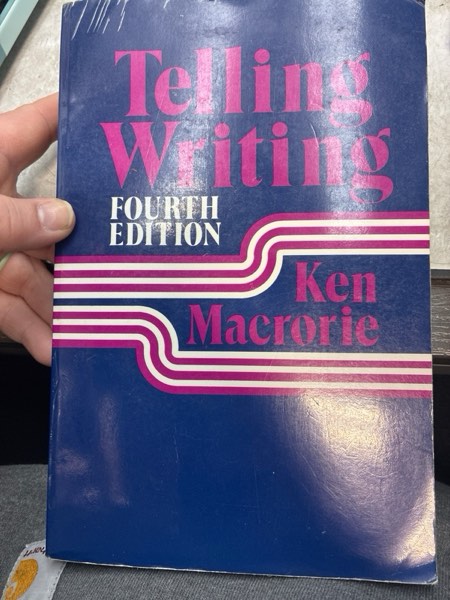 Telling
Writing
FOURTH
EDITION
Ken
Macrorie